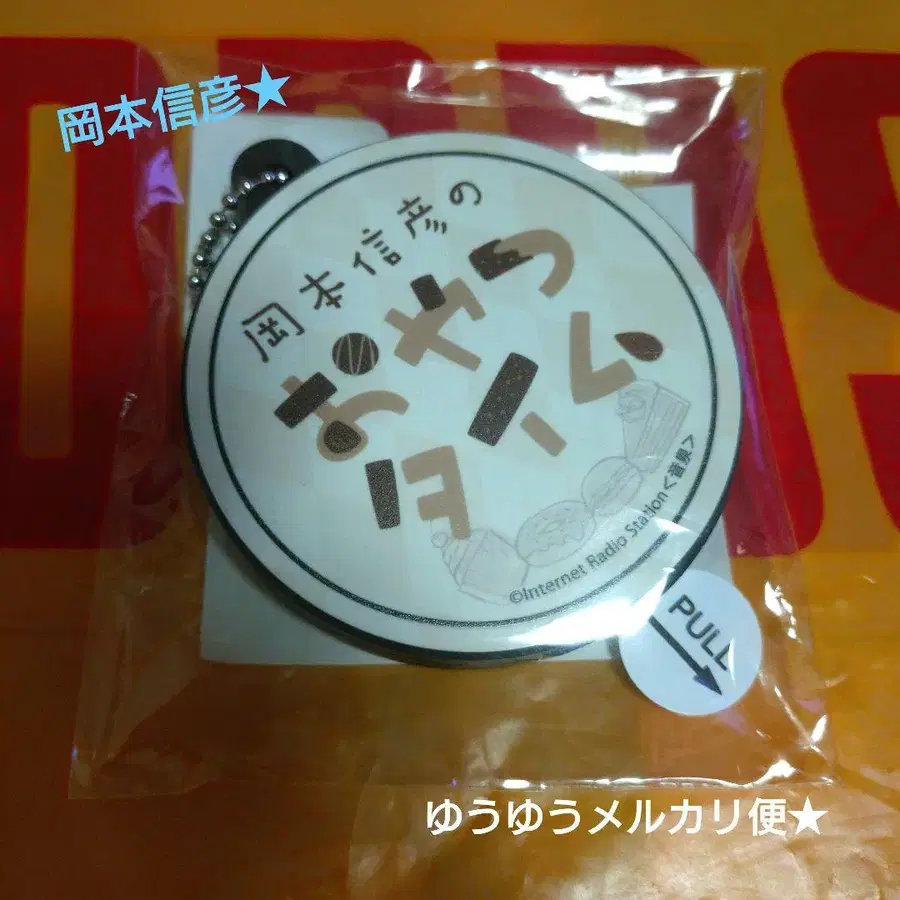 岡本信彦★
岡本信彦の
おやつ
タイム
©Internet Radio Station<音泉>
PULL
ゆうゆうメルカリ便★